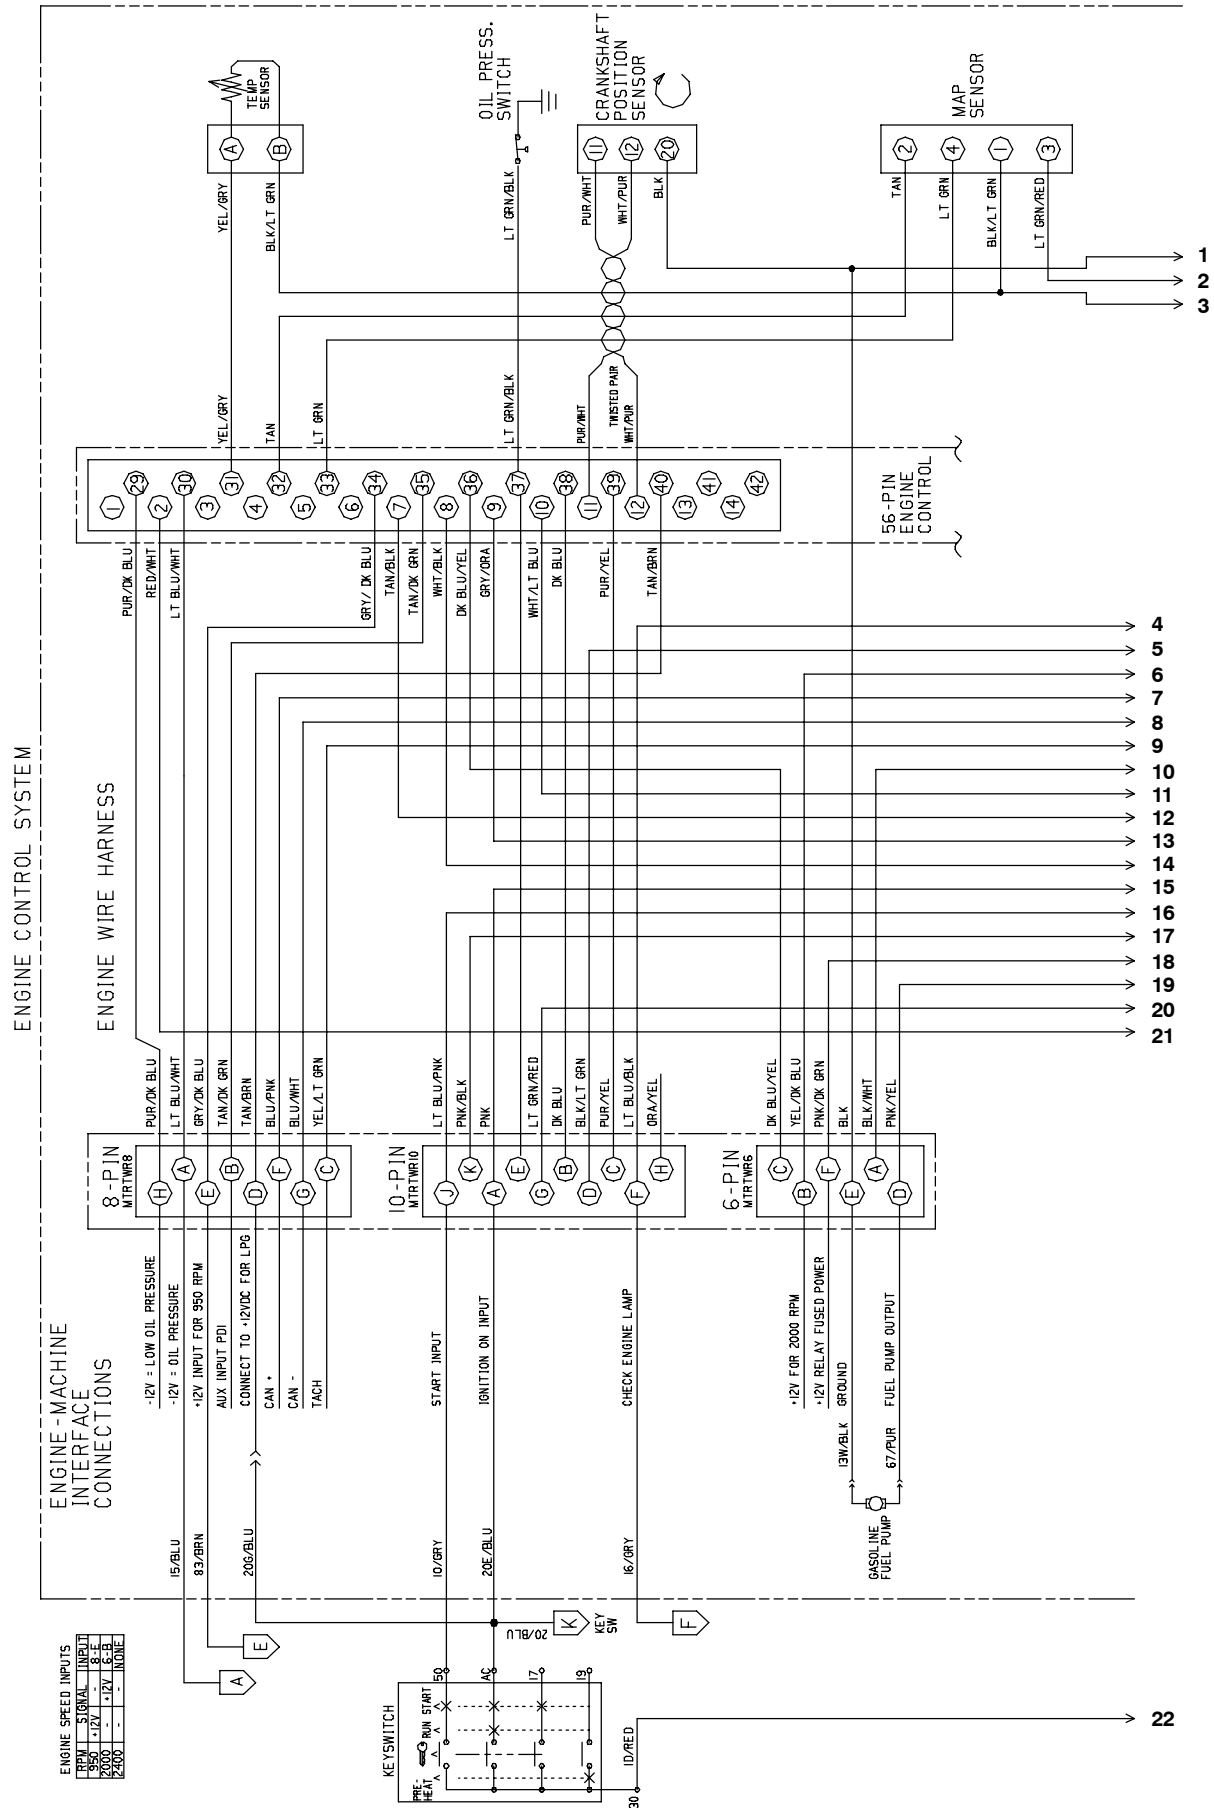 ENGINE CONTROL SYSTEM
ENGINE WIRE HARNESS
ENGINE-MACHINE
INTERFACE
CONNECTIONS
TEMP
SENSOR
A
B
YEL/GRY
BLK/LT GRN
OIL PRESS.
SWITCH
LT GRN/BLK
CRANKSHAFT
POSITION
SENSOR
11
12
20
PUR/WHT
WHT/PUR
BLK
MAP
SENSOR
2
4
1
3
TAN
LT GRN
BLK/LT GRN
LT GRN/RED
1
2
3
YEL/GRY
TAN
LT GRN
LT GRN/BLK
PUR/WHT
TWISTED PAIR
WHT/PUR
56-PIN
ENGINE
CONTROL
1
29
2
30
3
31
4
32
5
33
6
34
7
35
8
36
9
37
10
38
11
39
12
40
13
41
14
42
PUR/DK BLU
RED/WHT
LT BLU/WHT
GRY/ DK BLU
TAN/BLK
TAN/DK GRN
WHT/BLK
DK BLU/YEL
GRY/ORA
WHT/LT BLU
DK BLU
PUR/YEL
TAN/BRN
4
5
6
7
8
9
10
11
12
13
14
15
16
17
18
19
20
21
8-PIN
MTRTWR8
PUR/DK BLU
LT BLU/WHT
GRY/DK BLU
TAN/DK GRN
TAN/BRN
BLU/PNK
BLU/WHT
YEL/LT GRN
H
A
E
B
D
F
G
C
-12V = LOW OIL PRESSURE
-12V = OIL PRESSURE
+12V INPUT FOR 950 RPM
AUX INPUT PDI
CONNECT TO +12VDC FOR LPG
CAN +
CAN -
TACH
10-PIN
MTRTWR10
LT BLU/PNK
PNK/BLK
PNK
LT GRN/RED
DK BLU
BLK/LT GRN
PUR/YEL
LT BLU/BLK
ORA/YEL
J
K
A
E
G
B
D
C
F
H
START INPUT
IGNITION ON INPUT
CHECK ENGINE LAMP
6-PIN
MTRTWR6
DK BLU/YEL
YEL/DK BLU
PNK/DK GRN
BLK
BLK/WHT
PNK/YEL
C
B
F
E
A
D
+12V FOR 2000 RPM
+12V RELAY FUSED POWER
GROUND
FUEL PUMP OUTPUT
13W/BLK
67/PUR
GASOLINE
FUEL PUMP
15/BLU
83/BRN
20G/BLU
10/GRY
20E/BLU
16/GRY
20/BLU
A
E
K
KEY
SW
F
ENGINE SPEED INPUTS
RPM SIGNAL INPUT
950 +12V - 8-E
2000 - +12V 6-B
2400 - - NONE
KEYSWITCH
PRE-
HEAT
RUN
START
50
AC
17
19
30
1D/RED
22